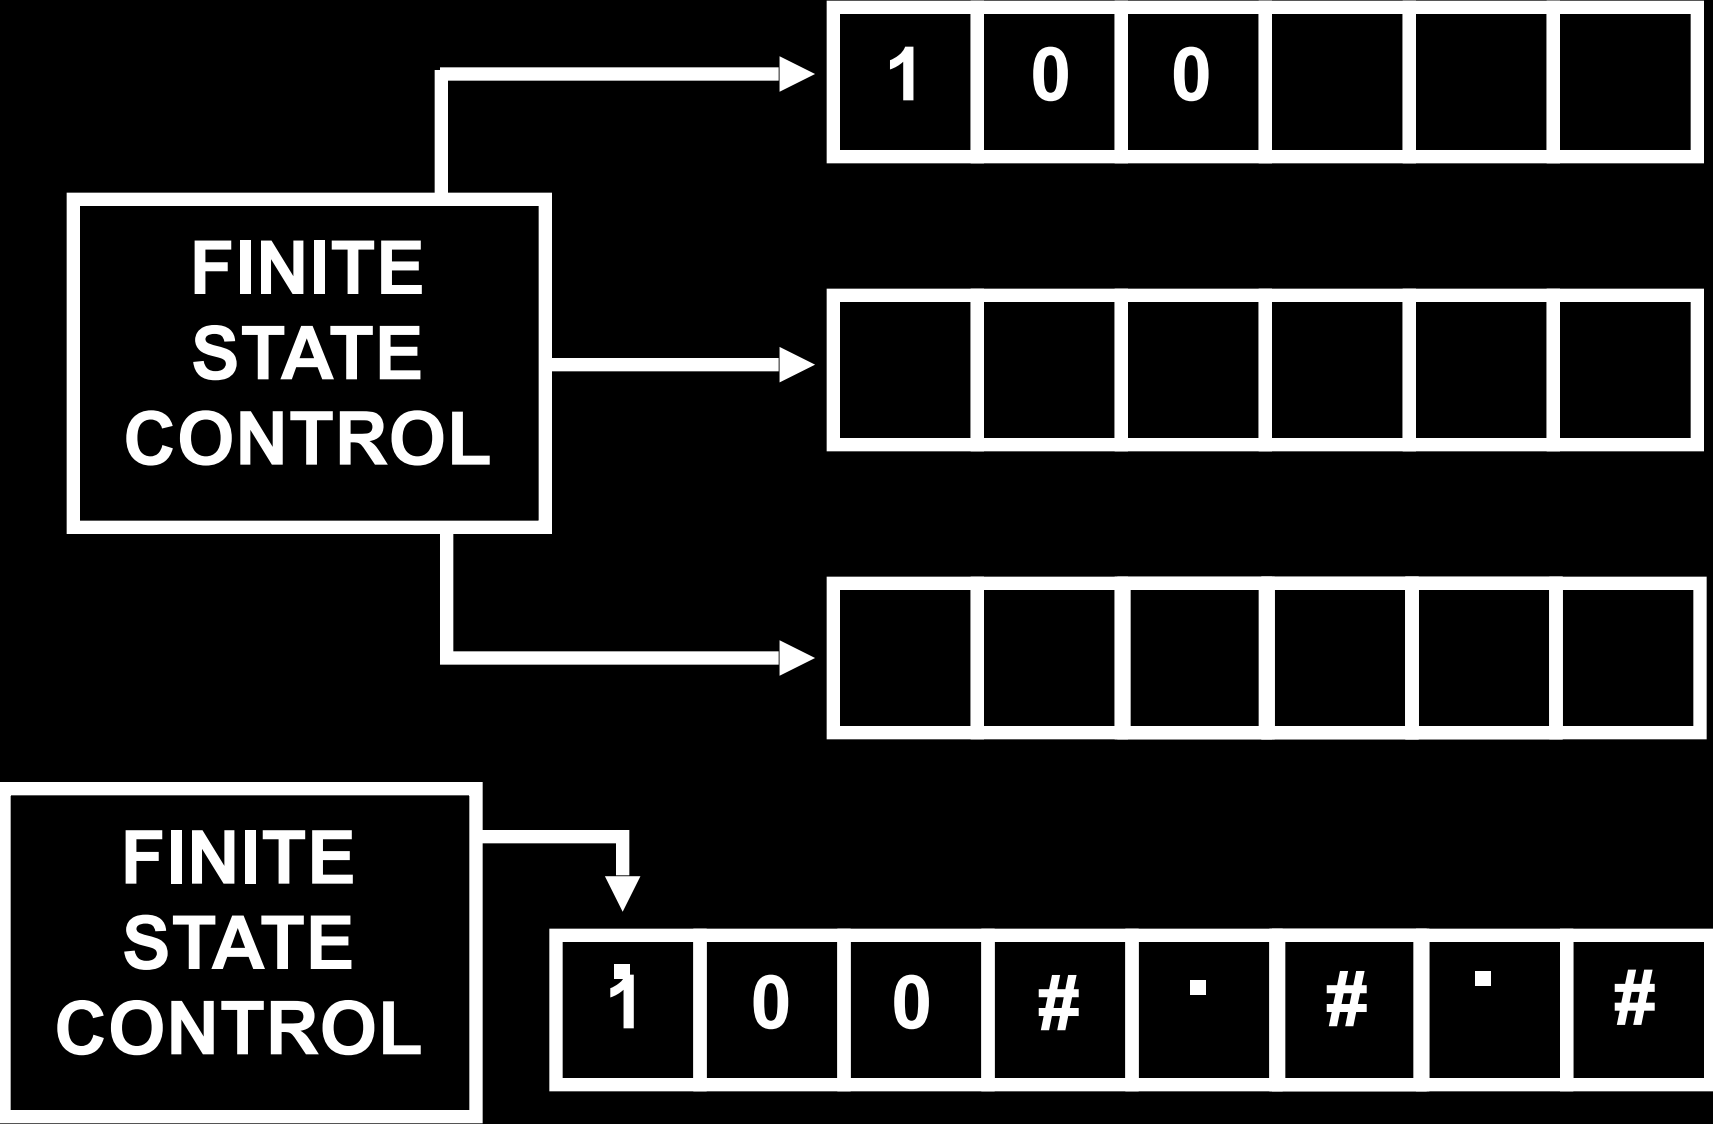 1 0 0
FINITE
STATE
CONTROL
FINITE
STATE
CONTROL
1 0 0 # . # . #